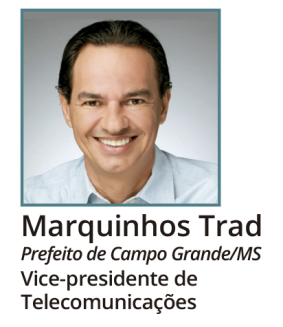 Marquinhos Trad
Prefeito de Campo Grande/MS
Vice-presidente de
Telecomunicações